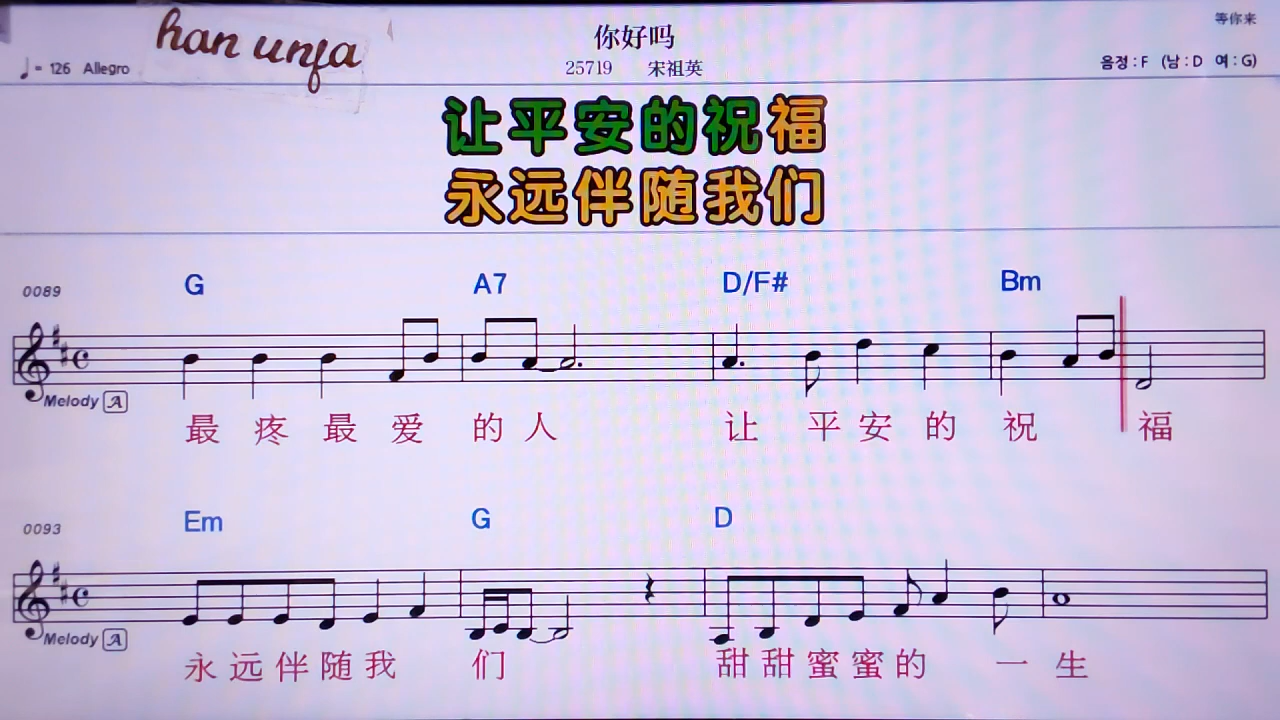 han unfa
你好吗
等你来
♩= 126 Allegro
25719 宋祖英
음정 : F (남 : D 여 : G)
让平安的祝福
永远伴随我们
0089
G A7 D/F# Bm
Melody A
最 疼 最 爱 的 人 让 平 安 的 祝 福
0093
Em G D
Melody A
永 远 伴 随 我 们 甜 甜 蜜 蜜 的 一 生